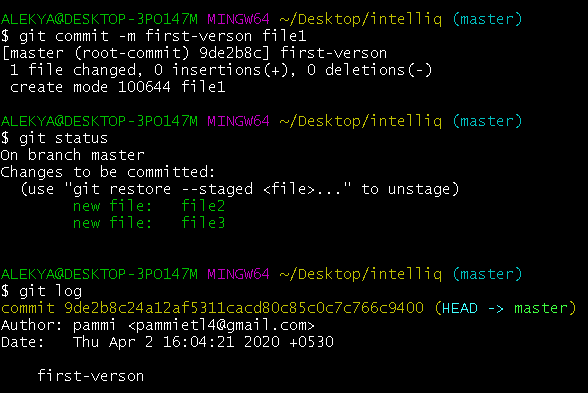 ALEKYA@DESKTOP-3PO147M MINGW64 ~/Desktop/intelliq (master)
$ git commit -m first-verson file1
[master (root-commit) 9de2b8c] first-verson
 1 file changed, 0 insertions(+), 0 deletions(-)
 create mode 100644 file1
ALEKYA@DESKTOP-3PO147M MINGW64 ~/Desktop/intelliq (master)
$ git status
On branch master
Changes to be committed:
  (use "git restore --staged <file>..." to unstage)
        new file:   file2
        new file:   file3
ALEKYA@DESKTOP-3PO147M MINGW64 ~/Desktop/intelliq (master)
$ git log
commit 9de2b8c24a12af5311cacd80c85c0c7c766c9400 (HEAD -> master)
Author: pammi <pammietl4@gmail.com>
Date:   Thu Apr 2 16:04:21 2020 +0530
    first-verson